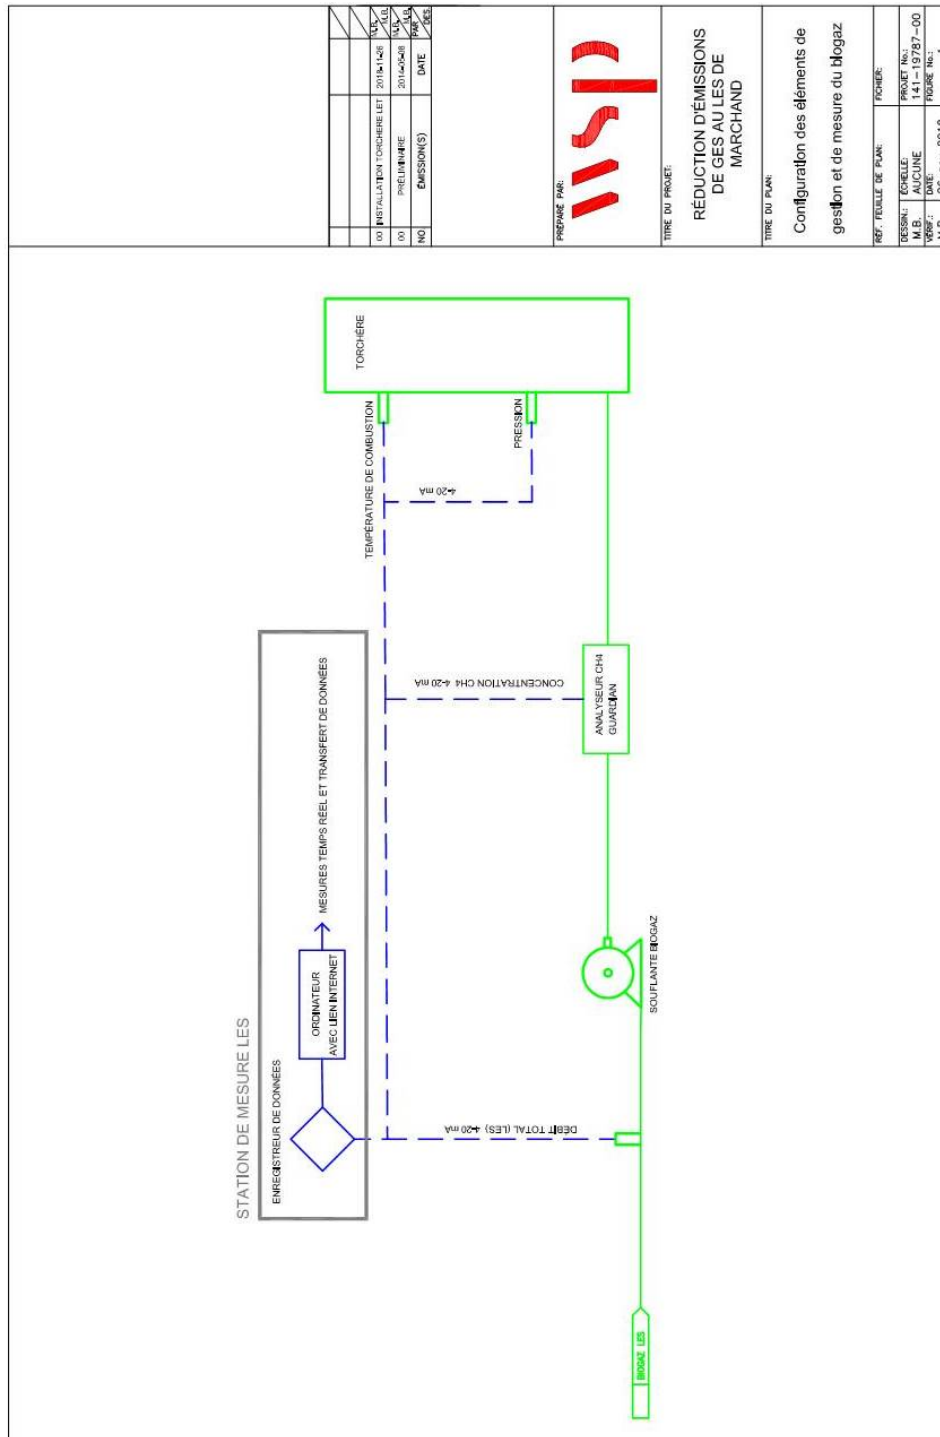 STATION DE MESURE LES
ENREGISTREUR DE DONNÉES
ORDINATEUR
AVEC LIEN INTERNET
MESURES TEMPS RÉEL ET TRANSFERT DE DONNÉES
TEMPÉRATURE DE COMBUSTION
TORCHÈRE
4-20 mA
PRESSION
CONCENTRATION CH4 4-20 mA
DÉBIT TOTAL (LES) 4-20 mA
ANALYSEUR CH4
GUARDIAN
SOUFLANTE BIOGAZ
BIOGAZ LES
00 INSTALLATION TORCHERE LET 2018-11-26 M.B. M.B.
00 PRÉLIMINAIRE 2014-05-08 M.B. M.B.
NO ÉMISSION(S) DATE PAR DES.
PRÉPARÉ PAR:
WSP
TITRE DU PROJET:
RÉDUCTION D'ÉMISSIONS
DE GES AU LES DE
MARCHAND
TITRE DU PLAN:
Configuration des éléments de
gestion et de mesure du biogaz
RÉF. FEUILLE DE PLAN:
FICHIER:
DESSIN.:
M.B.
ÉCHELLE:
AUCUNE
PROJET No.:
141-19787-00
VÉRIF.:
DATE:
FIGURE No.: